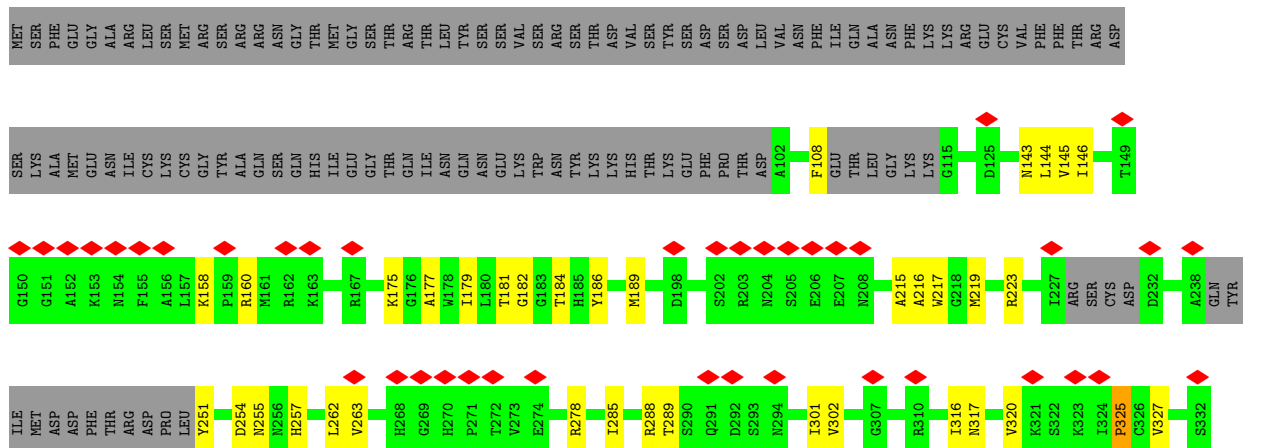 MET SER PHE GLU GLY ALA ARG LEU SER MET ARG SER ARG ARG ASN GLY THR MET GLY SER THR ARG THR LEU TYR SER SER VAL SER ARG SER THR ASP VAL SER TYR SER ASP SER ASP LEU VAL ASN PHE ILE GLN ALA ASN PHE LYS LYS ARG GLU CYS VAL PHE PHE THR ARG ASP
SER LYS ALA MET GLU ASN ILE CYS LYS CYS GLY TYR ALA GLN SER GLN HIS ILE GLU GLY THR GLN ILE ASN GLN ASN GLU LYS TRP ASN TYR LYS LYS HIS THR LYS GLU PHE PRO THR ASP A102 F108 GLU THR LEU GLY LYS LYS G115 D125 N143 L144 V145 I146 T149
G150 G151 A152 K153 N154 F155 A156 L157 K158 P159 R160 M161 R162 K163 R167 K175 G176 A177 W178 I179 L180 T181 G182 G183 T184 H185 Y186 M189 D198 S202 R203 N204 S205 E206 E207 N208 A215 A216 W217 G218 M219 R223 I227 ARG SER CYS ASP D232 A238 GLN TYR
ILE MET ASP ASP PHE THR ARG ASP PRO LEU Y251 D254 N255 N256 H257 L262 V263 H268 G269 H270 P271 T272 V273 E274 R278 I285 R288 T289 S290 Q291 D292 S293 N294 I301 V302 G307 R310 I316 N317 V320 K321 S322 K323 I324 P325 C326 V327 S332